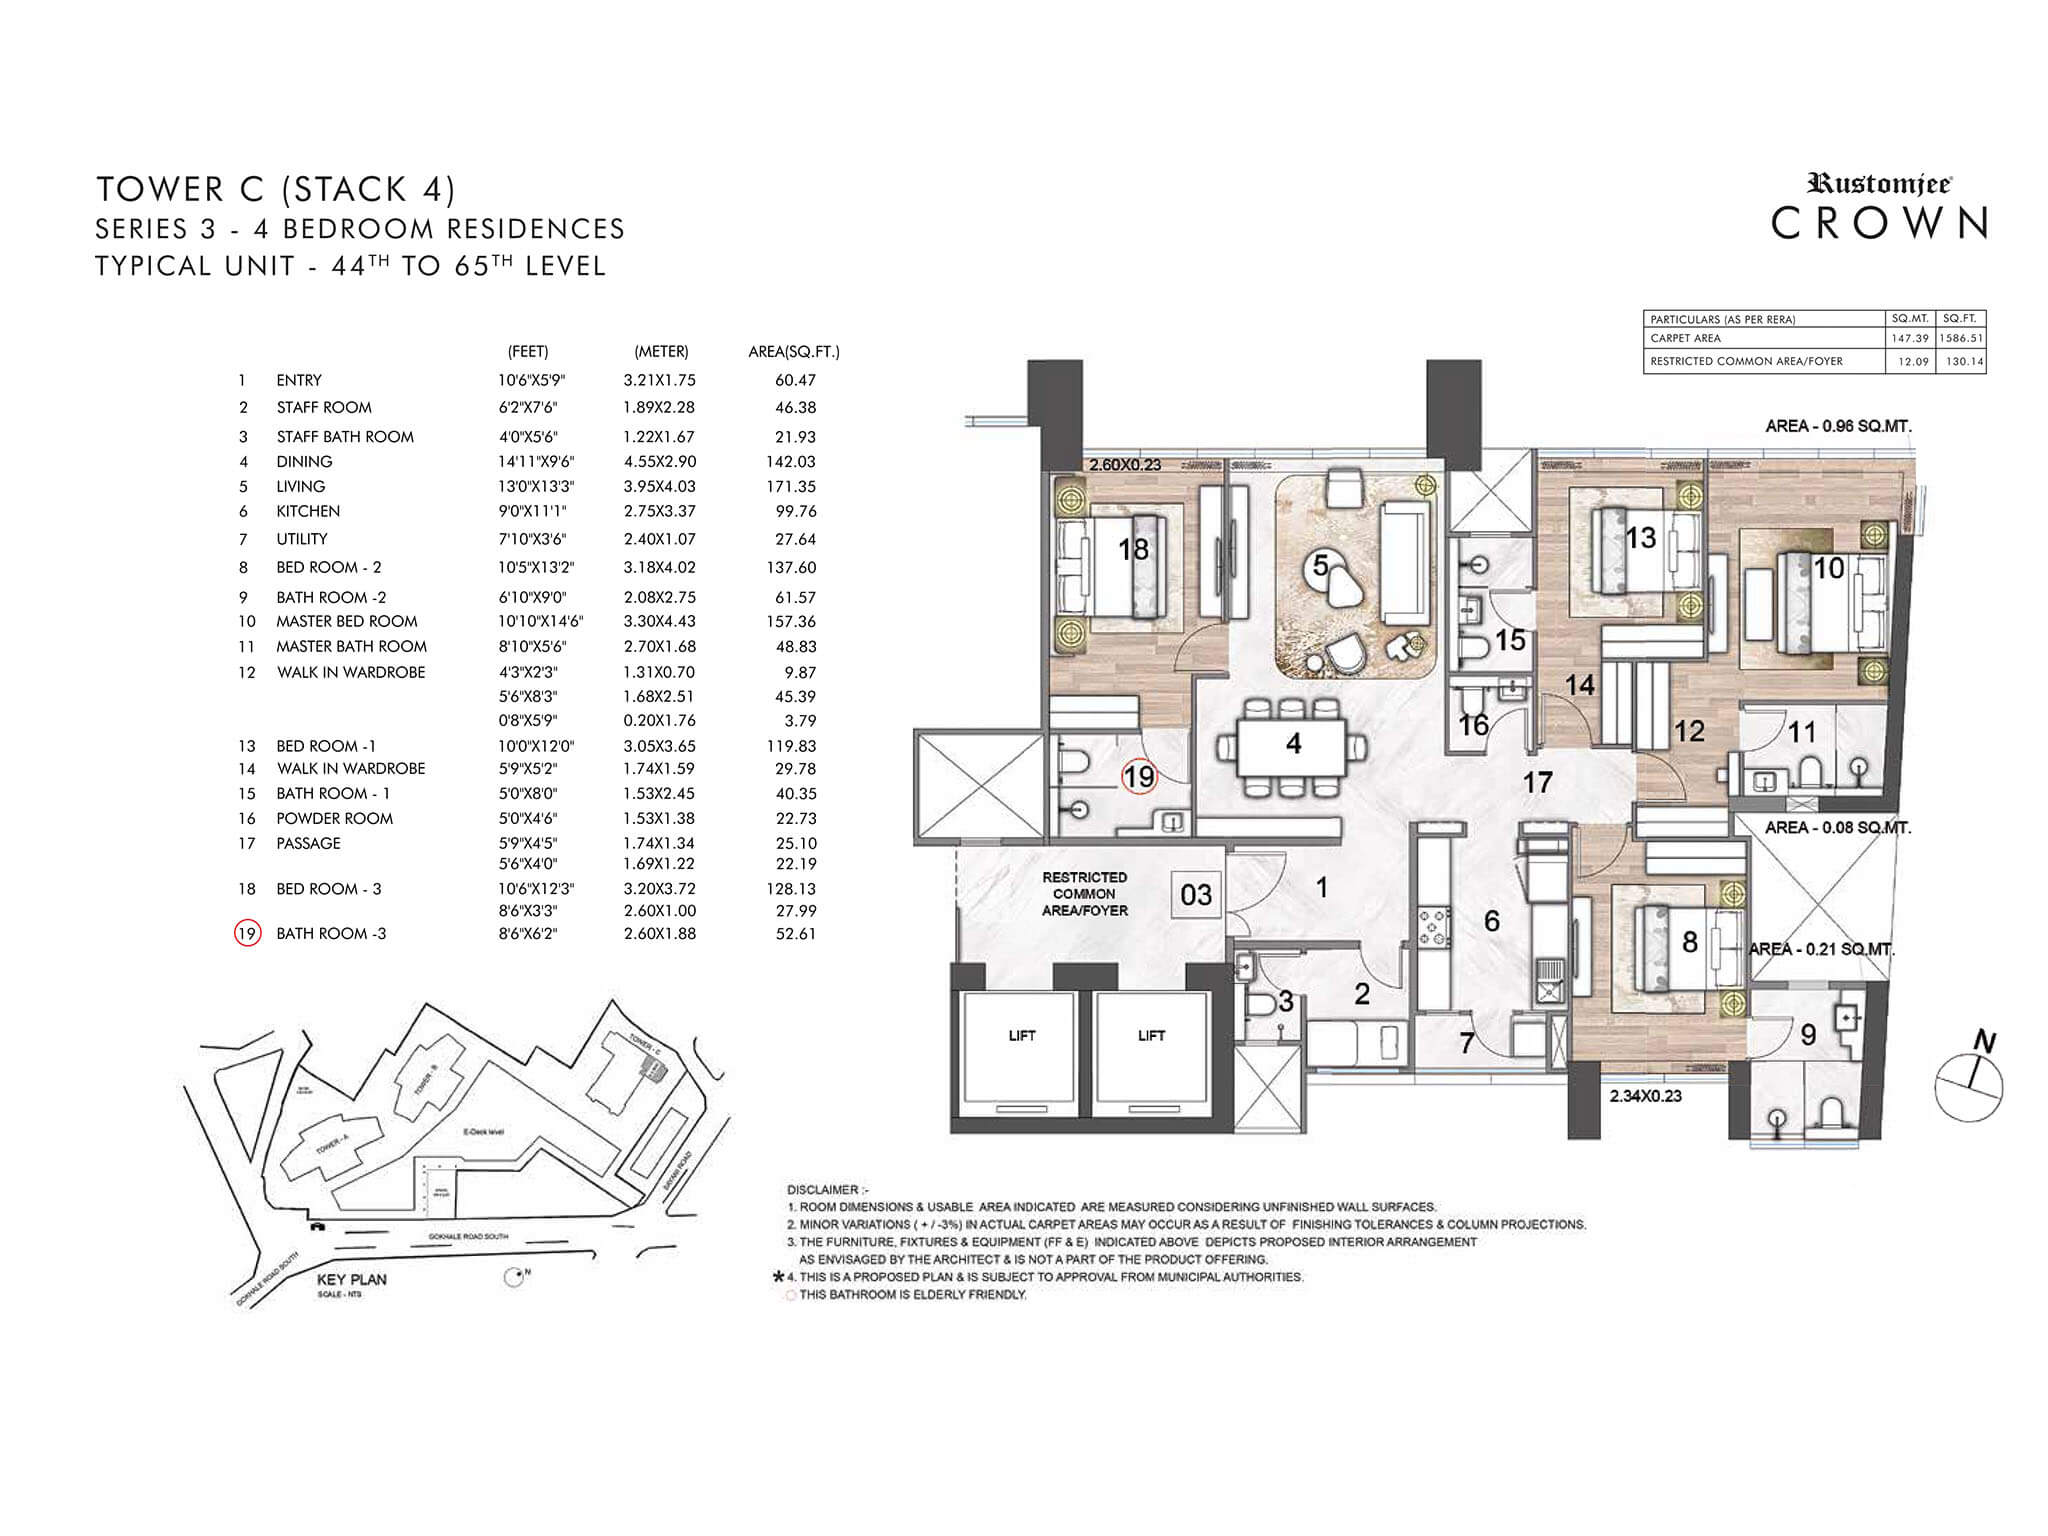 TOWER C (STACK 4)
SERIES 3 - 4 BEDROOM RESIDENCES
TYPICAL UNIT - 44TH TO 65TH LEVEL
Rustomjee
CROWN
PARTICULARS (AS PER RERA) SQ.MT. SQ.FT.
CARPET AREA 147.39 1586.51
RESTRICTED COMMON AREA/FOYER 12.09 130.14
(FEET) (METER) AREA(SQ.FT.)
1 ENTRY 10'6"X5'9" 3.21X1.75 60.47
2 STAFF ROOM 6'2"X7'6" 1.89X2.28 46.38
3 STAFF BATH ROOM 4'0"X5'6" 1.22X1.67 21.93
4 DINING 14'11"X9'6" 4.55X2.90 142.03
5 LIVING 13'0"X13'3" 3.95X4.03 171.35
6 KITCHEN 9'0"X11'1" 2.75X3.37 99.76
7 UTILITY 7'10"X3'6" 2.40X1.07 27.64
8 BED ROOM - 2 10'5"X13'2" 3.18X4.02 137.60
9 BATH ROOM -2 6'10"X9'0" 2.08X2.75 61.57
10 MASTER BED ROOM 10'10"X14'6" 3.30X4.43 157.36
11 MASTER BATH ROOM 8'10"X5'6" 2.70X1.68 48.83
12 WALK IN WARDROBE 4'3"X2'3" 1.31X0.70 9.87
5'6"X8'3" 1.68X2.51 45.39
0'8"X5'9" 0.20X1.76 3.79
13 BED ROOM -1 10'0"X12'0" 3.05X3.65 119.83
14 WALK IN WARDROBE 5'9"X5'2" 1.74X1.59 29.78
15 BATH ROOM - 1 5'0"X8'0" 1.53X2.45 40.35
16 POWDER ROOM 5'0"X4'6" 1.53X1.38 22.73
17 PASSAGE 5'9"X4'5" 1.74X1.34 25.10
5'6"X4'0" 1.69X1.22 22.19
18 BED ROOM - 3 10'6"X12'3" 3.20X3.72 128.13
8'6"X3'3" 2.60X1.00 27.99
19 BATH ROOM -3 8'6"X6'2" 2.60X1.88 52.61
AREA - 0.96 SQ.MT.
2.60X0.23
18
5
13
10
15
14
16
12
11
4
19
17
AREA - 0.08 SQ.MT.
RESTRICTED
COMMON
AREA/FOYER
03
1
6
8
AREA - 0.21 SQ.MT.
2
3
7
9
LIFT
LIFT
2.34X0.23
N
TOWER - C
TOWER - B
TOWER - A
E-Deck level
SAYANI ROAD
GOKHALE ROAD SOUTH
GOKHALE ROAD SOUTH
KEY PLAN
SCALE - NTS
N
DISCLAIMER :-
1. ROOM DIMENSIONS & USABLE AREA INDICATED ARE MEASURED CONSIDERING UNFINISHED WALL SURFACES.
2. MINOR VARIATIONS ( + / -3%) IN ACTUAL CARPET AREAS MAY OCCUR AS A RESULT OF FINISHING TOLERANCES & COLUMN PROJECTIONS.
3. THE FURNITURE, FIXTURES & EQUIPMENT (FF & E) INDICATED ABOVE DEPICTS PROPOSED INTERIOR ARRANGEMENT
AS ENVISAGED BY THE ARCHITECT & IS NOT A PART OF THE PRODUCT OFFERING.
* 4. THIS IS A PROPOSED PLAN & IS SUBJECT TO APPROVAL FROM MUNICIPAL AUTHORITIES.
THIS BATHROOM IS ELDERLY FRIENDLY.